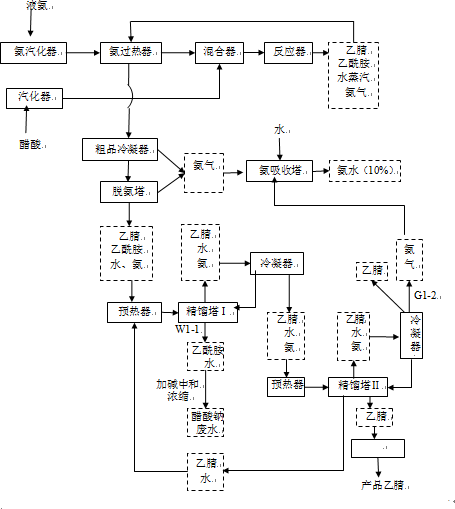 液氨
氨汽化器
氨过热器
混合器
反应器
乙腈
乙酰胺
水蒸汽
氨气
汽化器
醋酸
粗品冷凝器
氨气
水
氨吸收塔
氨水（10%）
脱氨塔
乙腈
乙酰胺
水、氨
乙腈
水
氨
冷凝器
乙腈
氨气
G1-2
预热器
精馏塔 I
W1-1
乙腈
水
氨
乙腈
水
氨
冷凝器
乙酰胺
水
加碱中和
浓缩
预热器
精馏塔II
醋酸钠
废水
乙腈
乙腈
水
产品乙腈